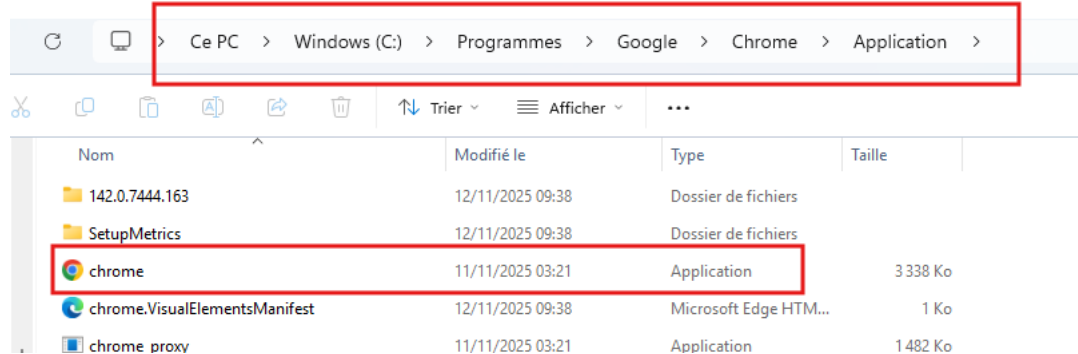 Ce PC > Windows (C:) > Programmes > Google > Chrome > Application >
Trier Afficher ...
Nom Modifié le Type Taille
142.0.7444.163 12/11/2025 09:38 Dossier de fichiers
SetupMetrics 12/11/2025 09:38 Dossier de fichiers
chrome 11/11/2025 03:21 Application 3 338 Ko
chrome.VisualElementsManifest 12/11/2025 09:38 Microsoft Edge HTM... 1 Ko
chrome_proxy 11/11/2025 03:21 Application 1 482 Ko